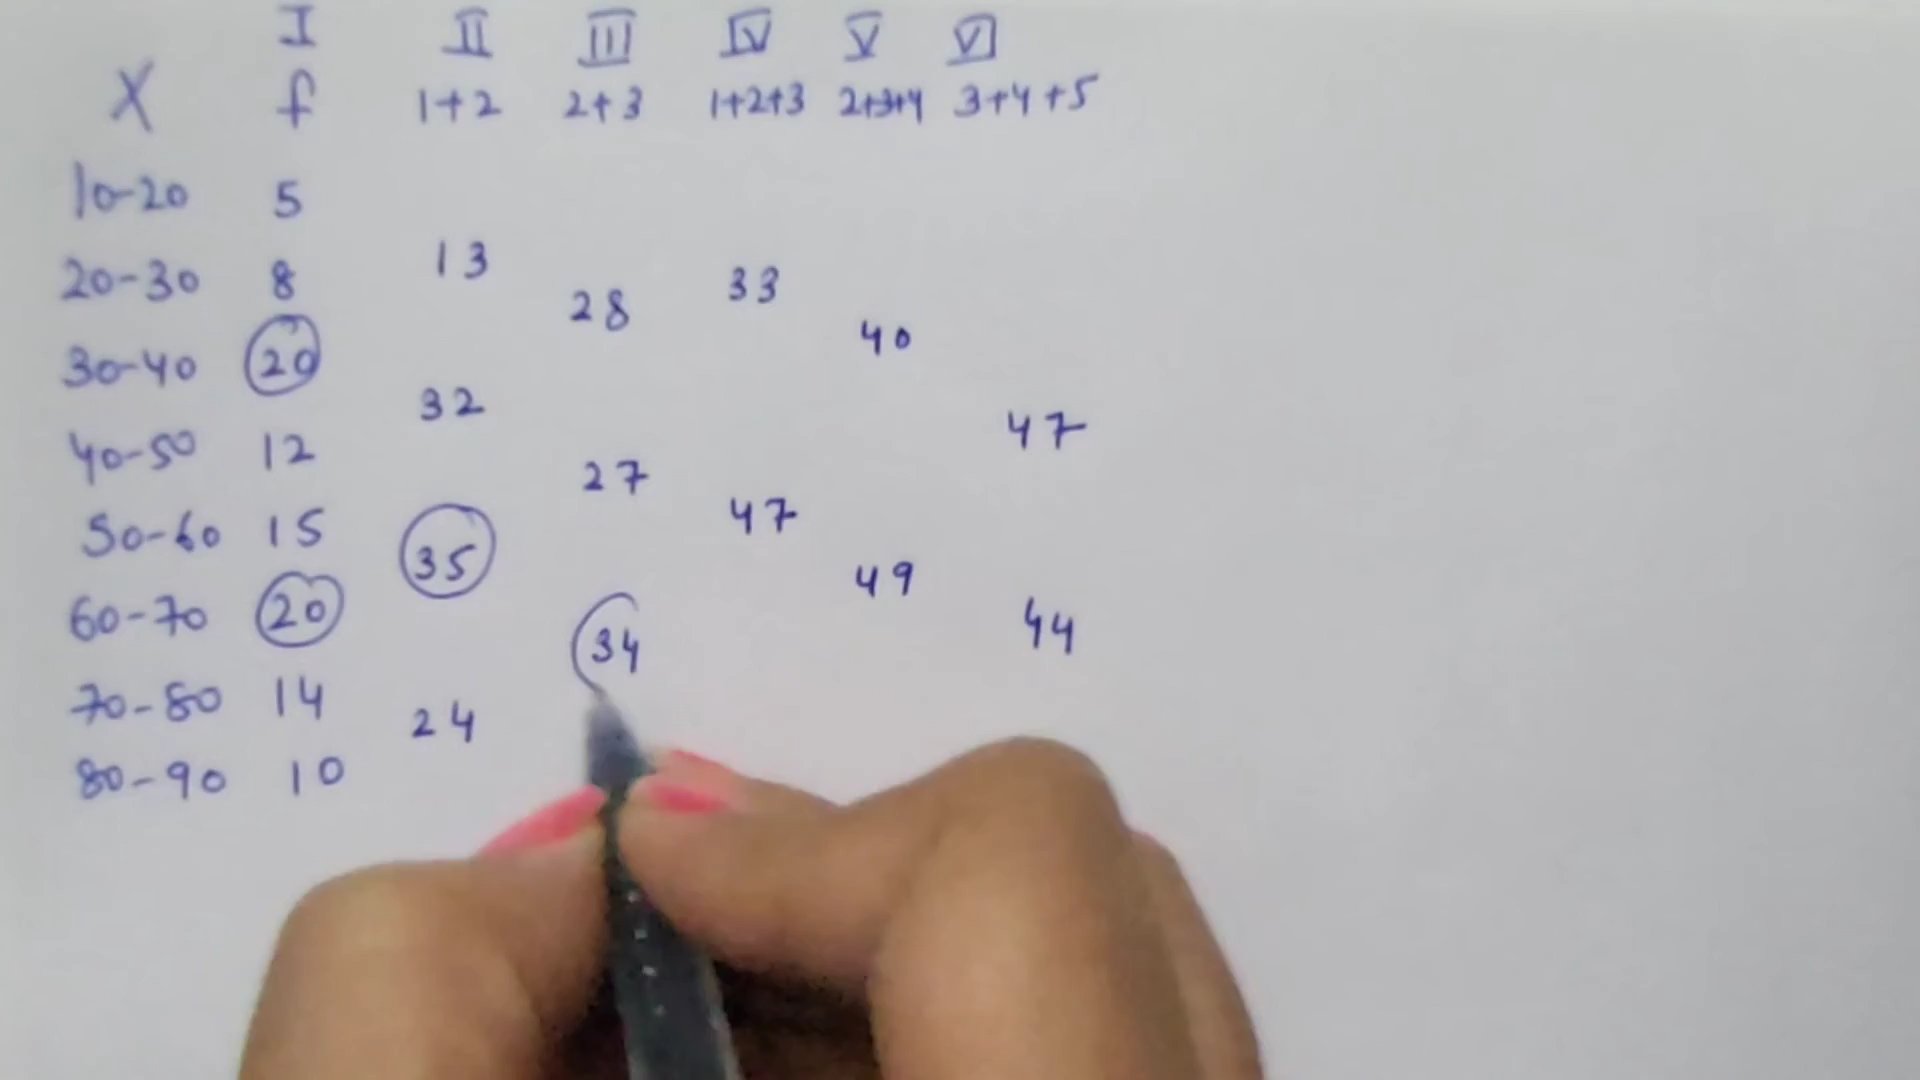 I II III IV V VI
X f 1+2 2+3 1+2+3 2+3+4 3+4+5
10-20 5
13
20-30 8 28 33
40
30-40 20
32 47
40-50 12
27
50-60 15 35 47
49
60-70 20 34 44
70-80 14 24
80-90 10